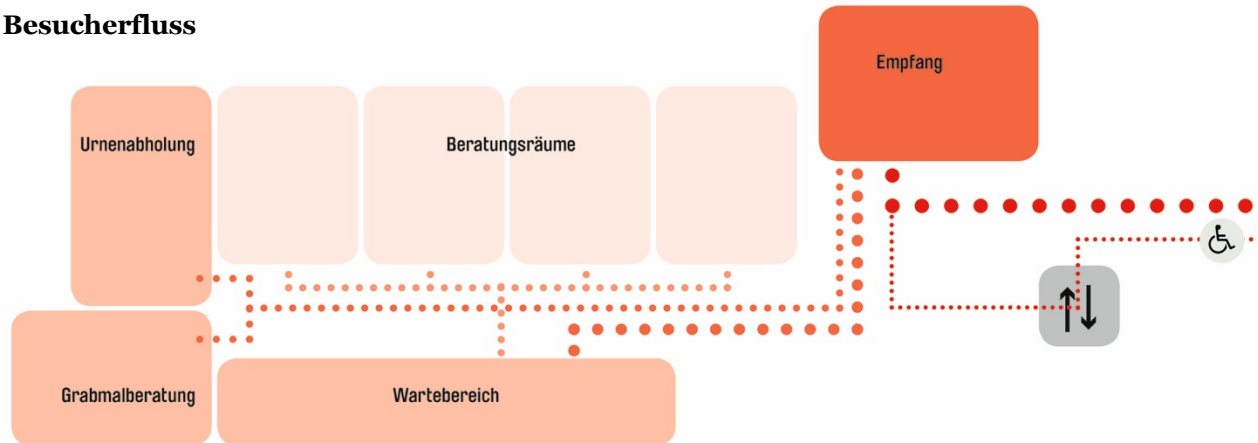 Besucherfluss
Empfang
Urnenabholung
Beratungsräume
Grabmalberatung
Wartebereich